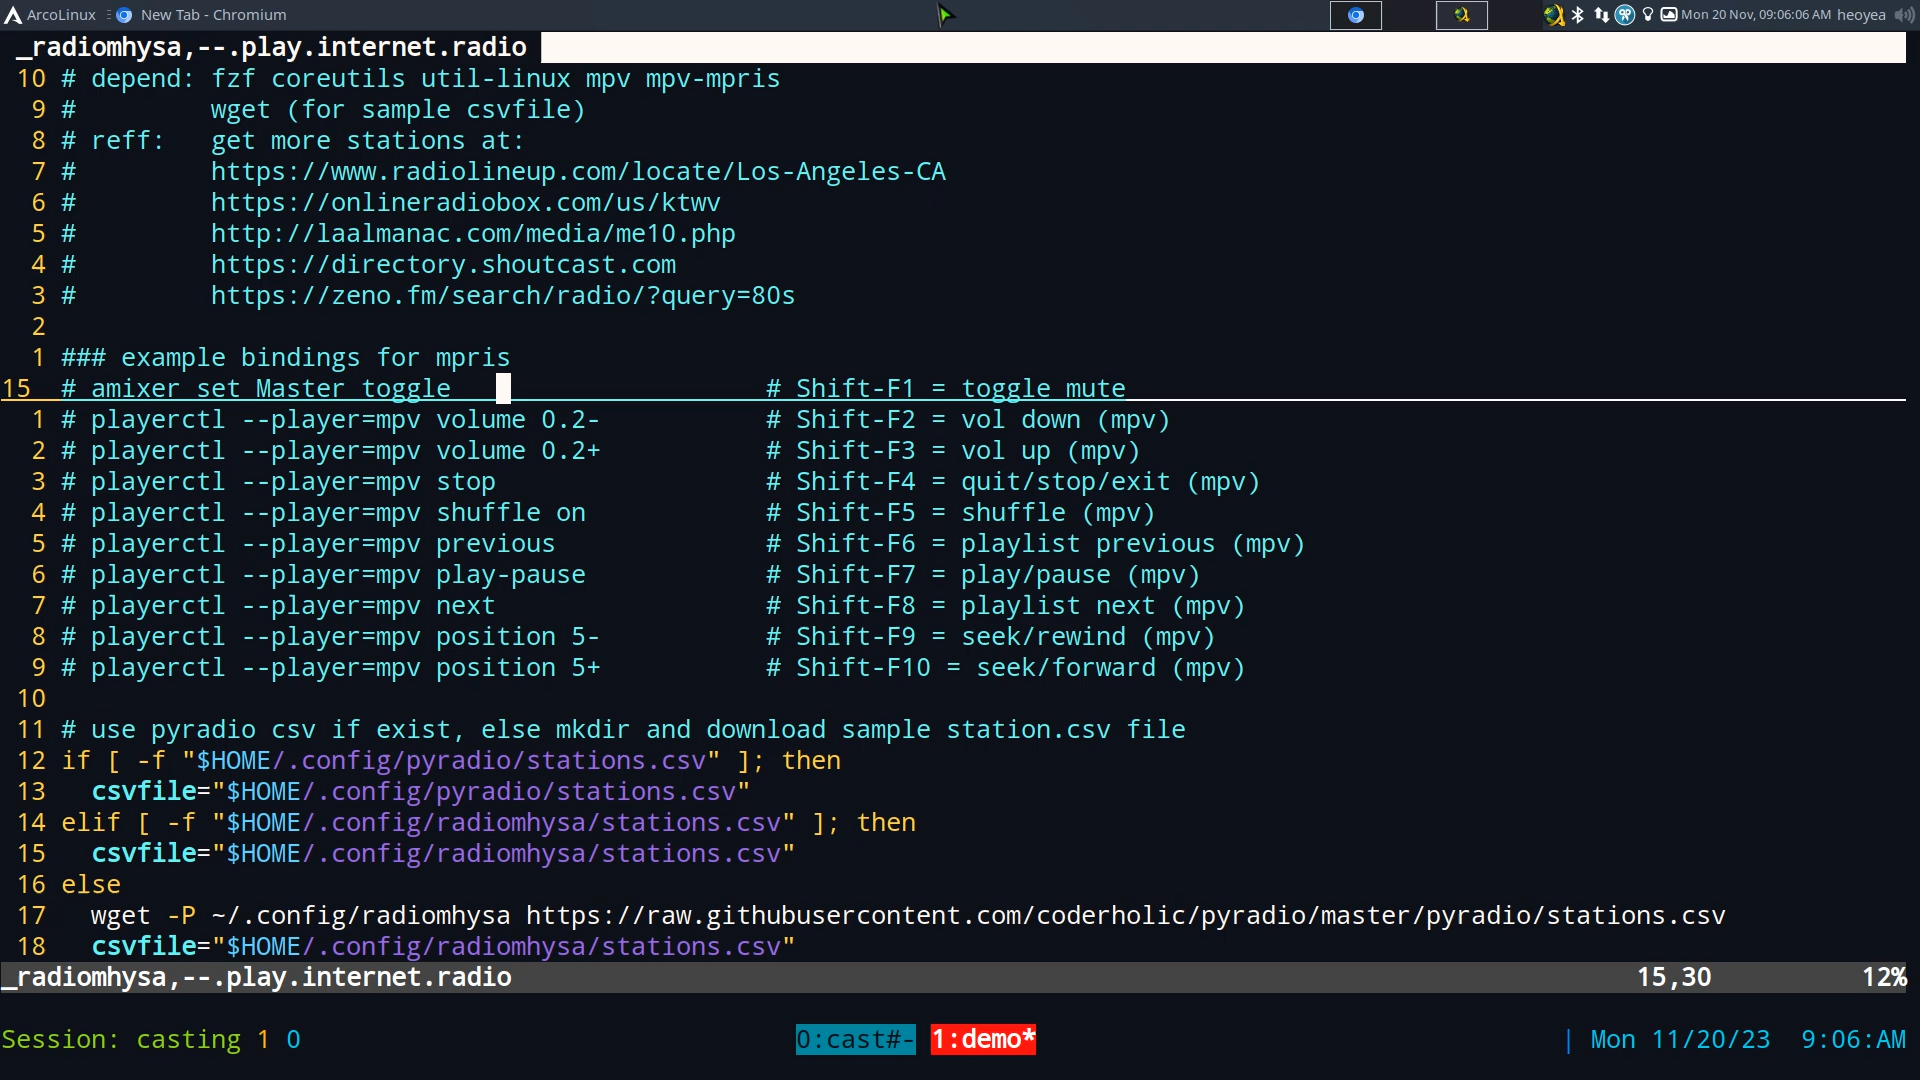 ArcoLinux New Tab - Chromium Mon 20 Nov, 09:06:06 AM heoyea
_radiomhysa,--.play.internet.radio
10 # depend: fzf coreutils util-linux mpv mpv-mpris
9 # wget (for sample csvfile)
8 # reff: get more stations at:
7 # https://www.radiolineup.com/locate/Los-Angeles-CA
6 # https://onlineradiobox.com/us/ktwv
5 # http://laalmanac.com/media/me10.php
4 # https://directory.shoutcast.com
3 # https://zeno.fm/search/radio/?query=80s
2
1 ### example bindings for mpris
15 # amixer set Master toggle # Shift-F1 = toggle mute
1 # playerctl --player=mpv volume 0.2- # Shift-F2 = vol down (mpv)
2 # playerctl --player=mpv volume 0.2+ # Shift-F3 = vol up (mpv)
3 # playerctl --player=mpv stop # Shift-F4 = quit/stop/exit (mpv)
4 # playerctl --player=mpv shuffle on # Shift-F5 = shuffle (mpv)
5 # playerctl --player=mpv previous # Shift-F6 = playlist previous (mpv)
6 # playerctl --player=mpv play-pause # Shift-F7 = play/pause (mpv)
7 # playerctl --player=mpv next # Shift-F8 = playlist next (mpv)
8 # playerctl --player=mpv position 5- # Shift-F9 = seek/rewind (mpv)
9 # playerctl --player=mpv position 5+ # Shift-F10 = seek/forward (mpv)
10
11 # use pyradio csv if exist, else mkdir and download sample station.csv file
12 if [ -f "$HOME/.config/pyradio/stations.csv" ]; then
13 csvfile="$HOME/.config/pyradio/stations.csv"
14 elif [ -f "$HOME/.config/radiomhysa/stations.csv" ]; then
15 csvfile="$HOME/.config/radiomhysa/stations.csv"
16 else
17 wget -P ~/.config/radiomhysa https://raw.githubusercontent.com/coderholic/pyradio/master/pyradio/stations.csv
18 csvfile="$HOME/.config/radiomhysa/stations.csv"
_radiomhysa,--.play.internet.radio 15,30 12%
Session: casting 1 0 0:cast#- 1:demo* | Mon 11/20/23 9:06:AM